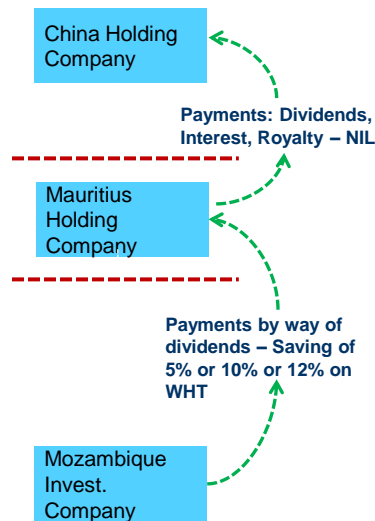 China Holding
Company
Payments: Dividends,
Interest, Royalty – NIL
Mauritius
Holding
Company
Payments by way of
dividends – Saving of
5% or 10% or 12% on
WHT
Mozambique
Invest.
Company